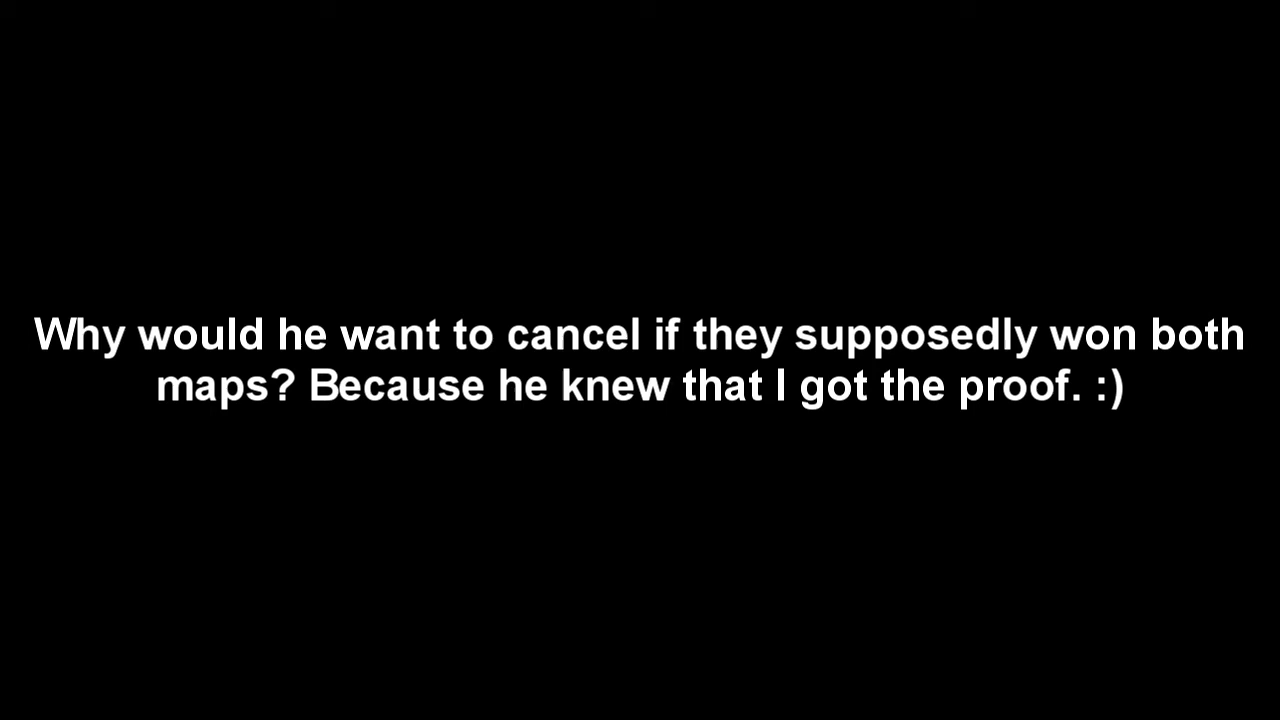 Why would he want to cancel if they supposedly won both
maps? Because he knew that I got the proof. :)